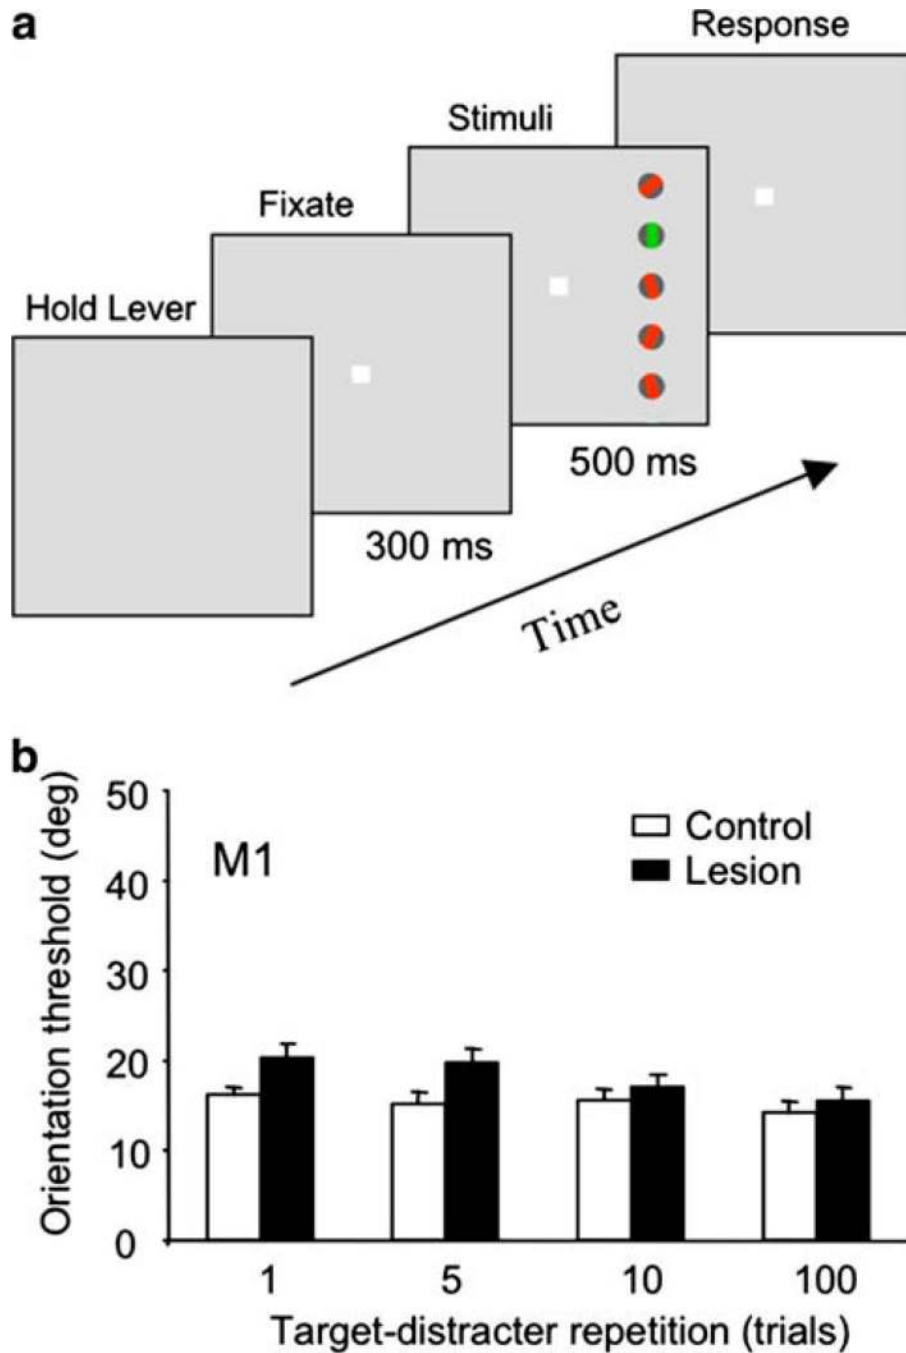 a
Response
Stimuli
Fixate
Hold Lever
500 ms
300 ms
Time
b
Orientation threshold (deg)
50
40
30
20
10
0
M1
Control
Lesion
1 5 10 100
Target-distracter repetition (trials)